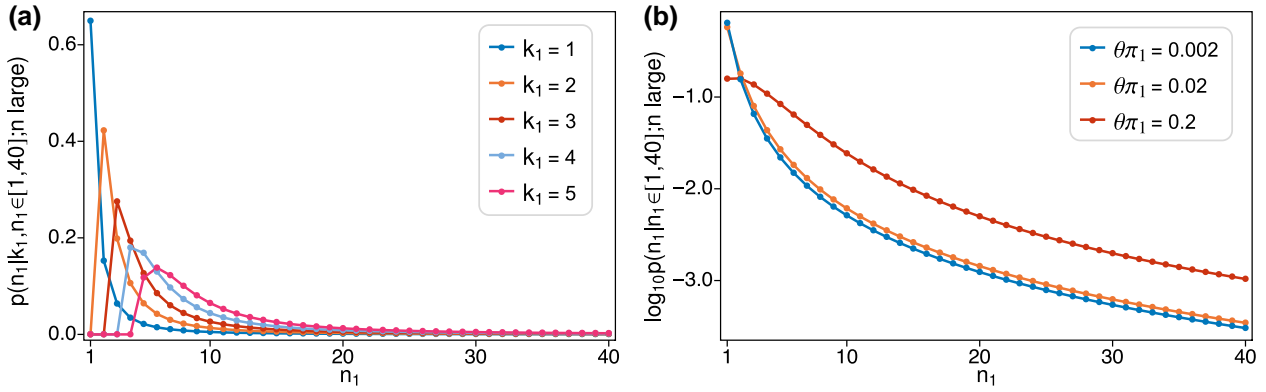 (a)
p(n₁|k₁,n₁∈[1,40];n large)
0.6
0.4
0.2
0.0
1
10
20
30
40
n₁
k₁ = 1
k₁ = 2
k₁ = 3
k₁ = 4
k₁ = 5
(b)
log₁₀p(n₁|n₁∈[1,40];n large)
−1.0
−2.0
−3.0
1
10
20
30
40
n₁
θπ₁ = 0.002
θπ₁ = 0.02
θπ₁ = 0.2